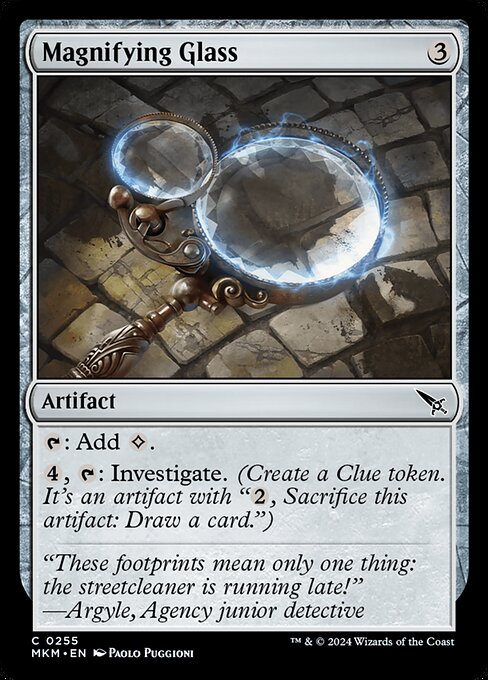 Magnifying Glass 3
Artifact
: Add .
4, : Investigate. (Create a Clue token.
It's an artifact with “2, Sacrifice this
artifact: Draw a card.”)
“These footprints mean only one thing:
the streetcleaner is running late!”
—Argyle, Agency junior detective
C 0255
MKM • EN Paolo Puggioni
™ & © 2024 Wizards of the Coast